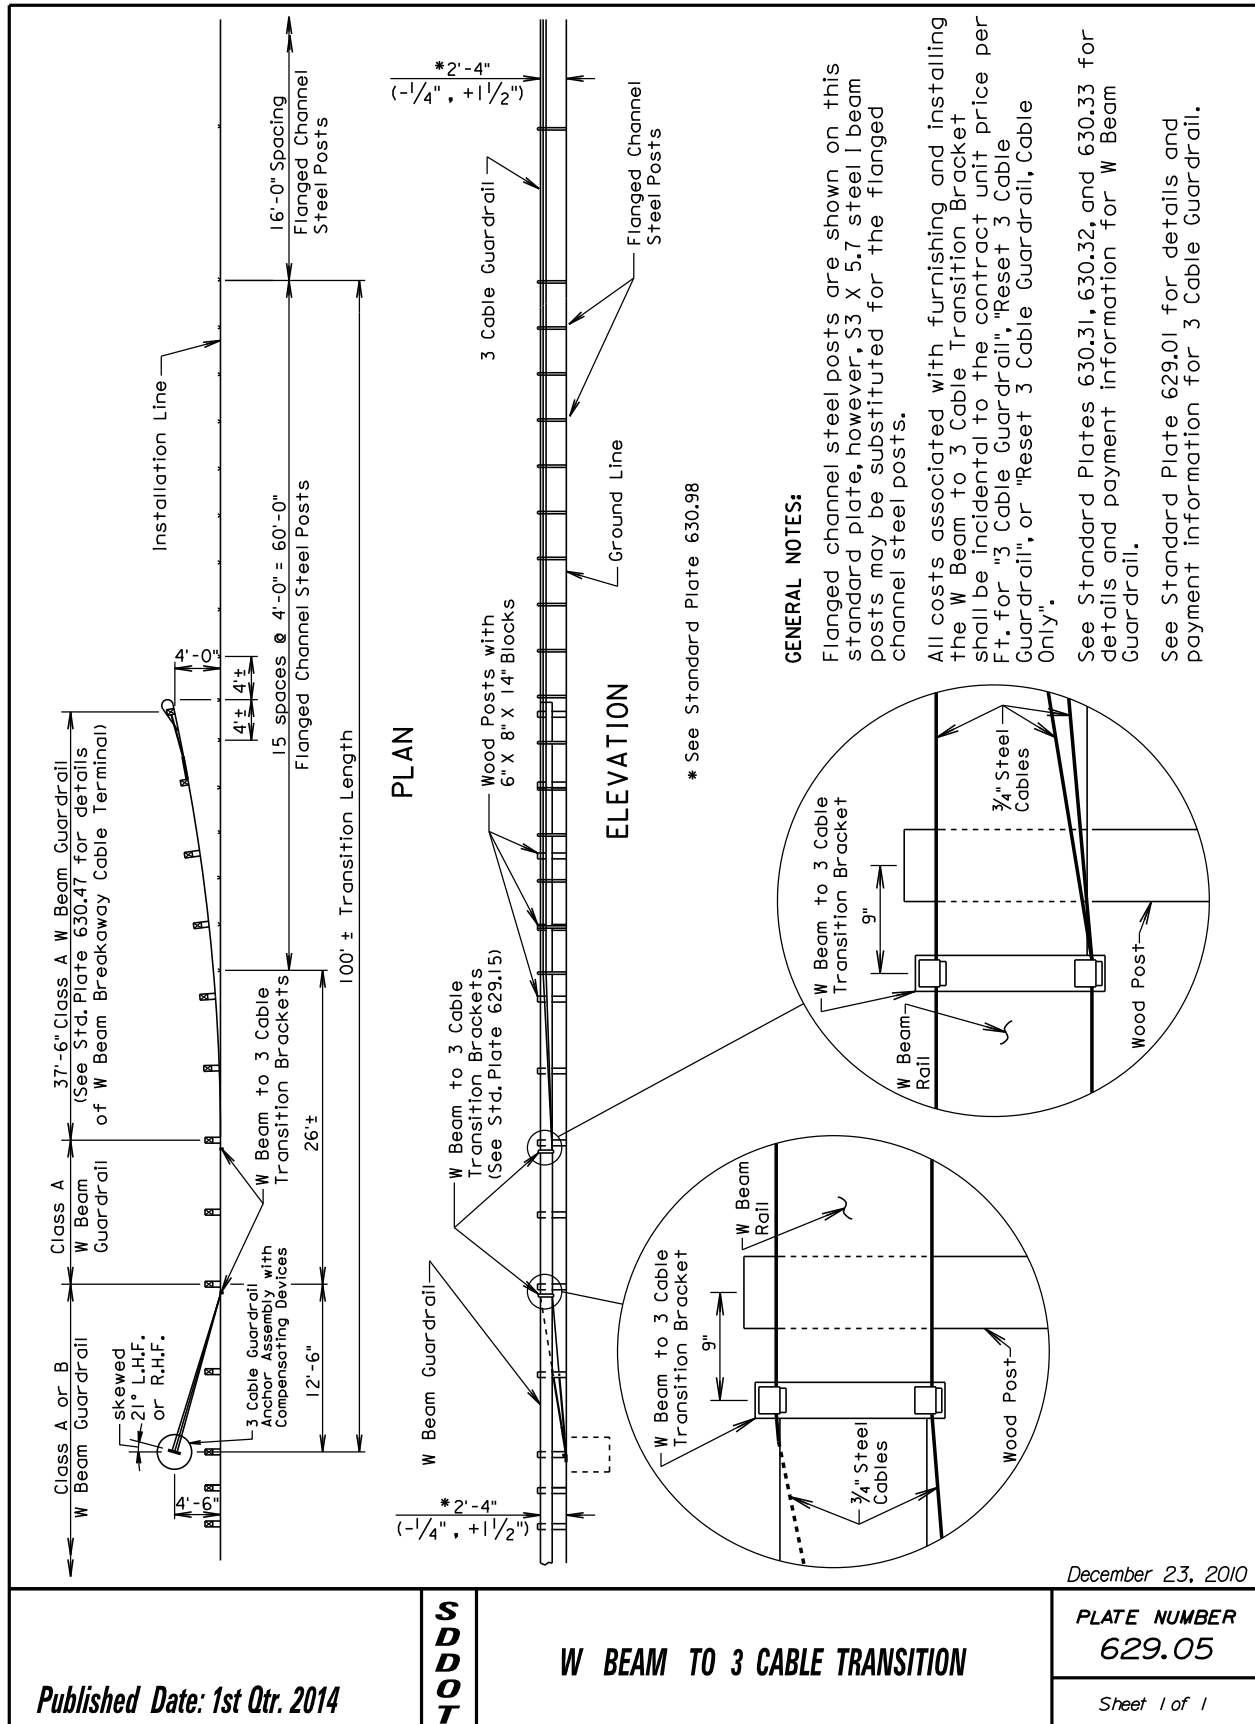 37'-6" Class A W Beam Guardrail
(See Std. Plate 630.47 for details
of W Beam Breakaway Cable Terminal)
Class A
W Beam
Guardrail
Class A or B
W Beam Guardrail
skewed
21° L.H.F.
or R.H.F.
4'-6"
3 Cable Guardrail
Anchor Assembly with
Compensating Devices
12'-6"
W Beam to 3 Cable
Transition Brackets
26'±
100' ± Transition Length
4'-0"
4'± 4'±
15 spaces @ 4'-0" = 60'-0"
Flanged Channel Steel Posts
Installation Line
16'-0" Spacing
Flanged Channel
Steel Posts
PLAN
*2'-4"
(-1/4" , +1 1/2")
W Beam Guardrail
W Beam to 3 Cable
Transition Brackets
(See Std. Plate 629.15)
Wood Posts with
6" X 8" X 14" Blocks
3 Cable Guardrail
*2'-4"
(-1/4" , +1 1/2")
Ground Line
Flanged Channel
Steel Posts
ELEVATION
* See Standard Plate 630.98
W Beam to 3 Cable
Transition Bracket
9"
W Beam
Rail
3/4" Steel
Cables
Wood Post
W Beam to 3 Cable
Transition Bracket
9"
W Beam
Rail
3/4" Steel
Cables
Wood Post
GENERAL NOTES:
Flanged channel steel posts are shown on this
standard plate, however, S3 X 5.7 steel I beam
posts may be substituted for the flanged
channel steel posts.
All costs associated with furnishing and installing
the W Beam to 3 Cable Transition Bracket
shall be incidental to the contract unit price per
Ft. for "3 Cable Guardrail", "Reset 3 Cable
Guardrail", or "Reset 3 Cable Guardrail, Cable
Only".
See Standard Plates 630.31, 630.32, and 630.33 for
details and payment information for W Beam
Guardrail.
See Standard Plate 629.01 for details and
payment information for 3 Cable Guardrail.
December 23, 2010
Published Date: 1st Qtr. 2014
SDDOT
W BEAM TO 3 CABLE TRANSITION
PLATE NUMBER
629.05
Sheet 1 of 1